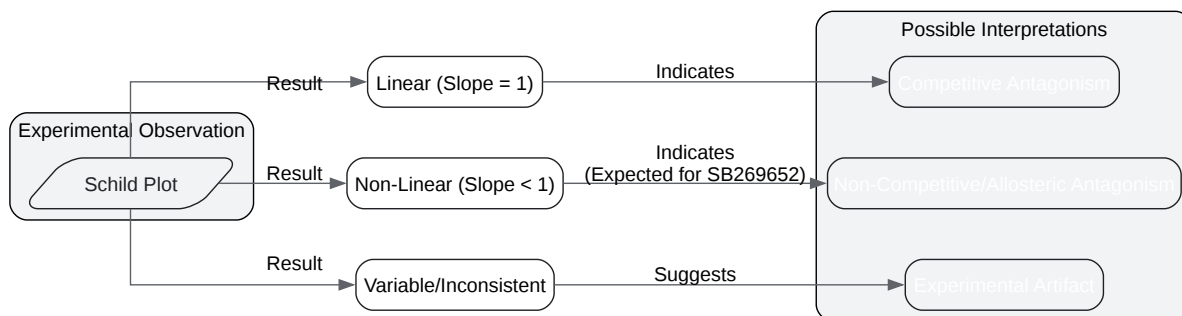 Possible Interpretations
Result
Linear (Slope = 1)
Indicates
Competitive Antagonism
Experimental Observation
Schild Plot
Result
Non-Linear (Slope < 1)
Indicates
(Expected for SB269652)
Non-Competitive/Allosteric Antagonism
Result
Variable/Inconsistent
Suggests
Experimental Artifact